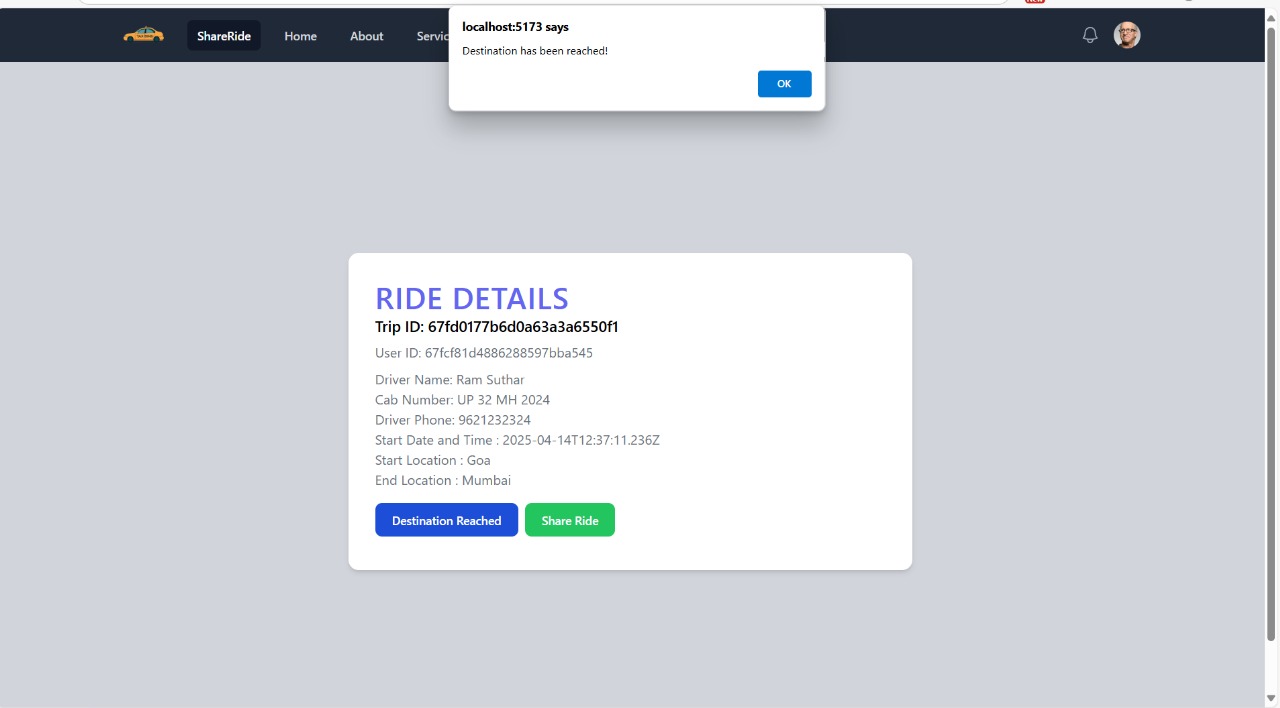 New
localhost:5173 says
Destination has been reached!
OK
ShareRide
Home
About
Servic
RIDE DETAILS
Trip ID: 67fd0177b6d0a63a3a6550f1
User ID: 67fcf81d4886288597bba545
Driver Name: Ram Suthar
Cab Number: UP 32 MH 2024
Driver Phone: 9621232324
Start Date and Time : 2025-04-14T12:37:11.236Z
Start Location : Goa
End Location : Mumbai
Destination Reached
Share Ride